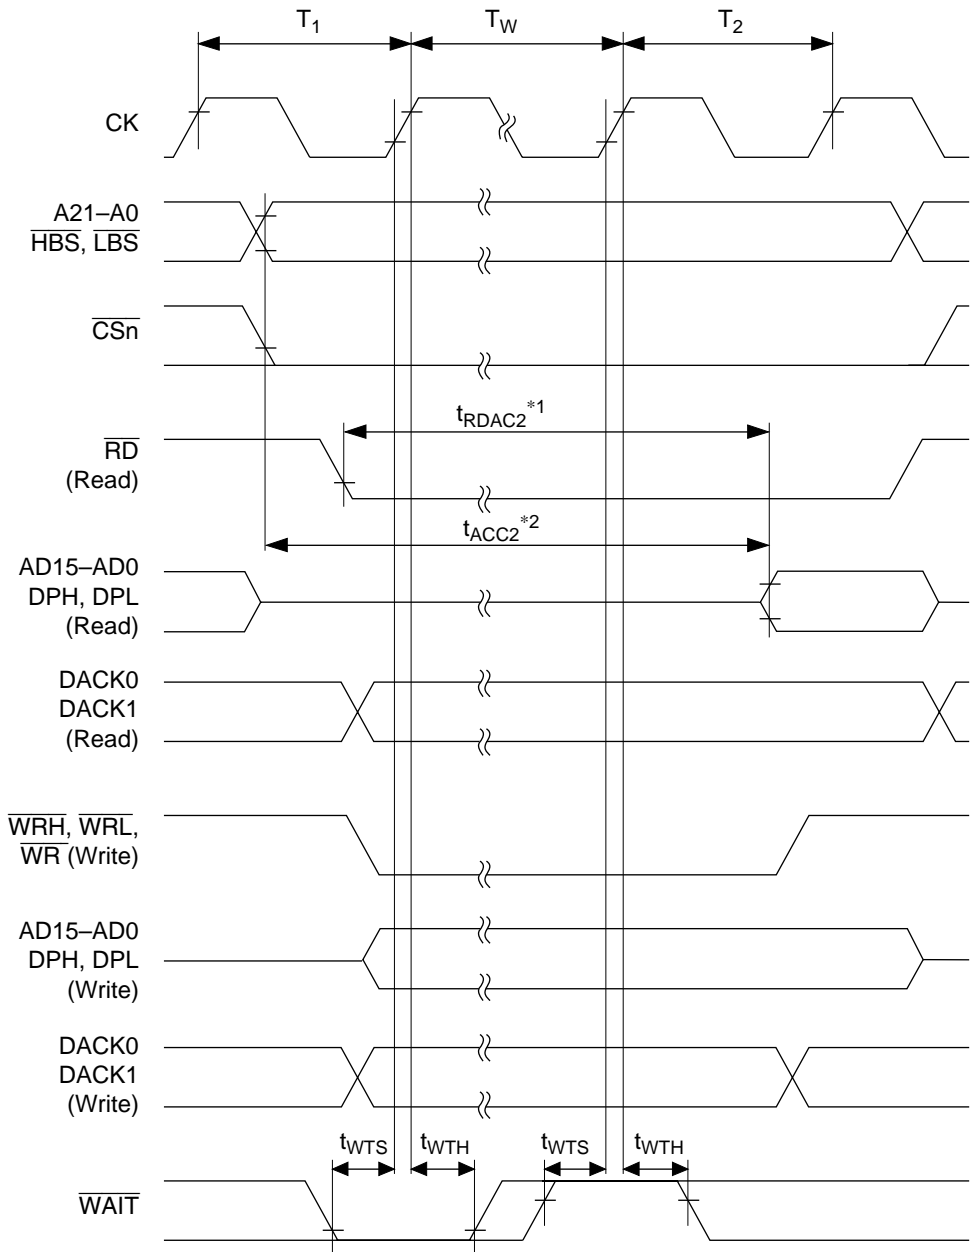 T1 TW T2
CK
A21–A0
HBS, LBS
CSn
tRDAC2*1
RD
(Read)
tACC2*2
AD15–AD0
DPH, DPL
(Read)
DACK0
DACK1
(Read)
WRH, WRL,
WR (Write)
AD15–AD0
DPH, DPL
(Write)
DACK0
DACK1
(Write)
tWTS tWTH tWTS tWTH
WAIT